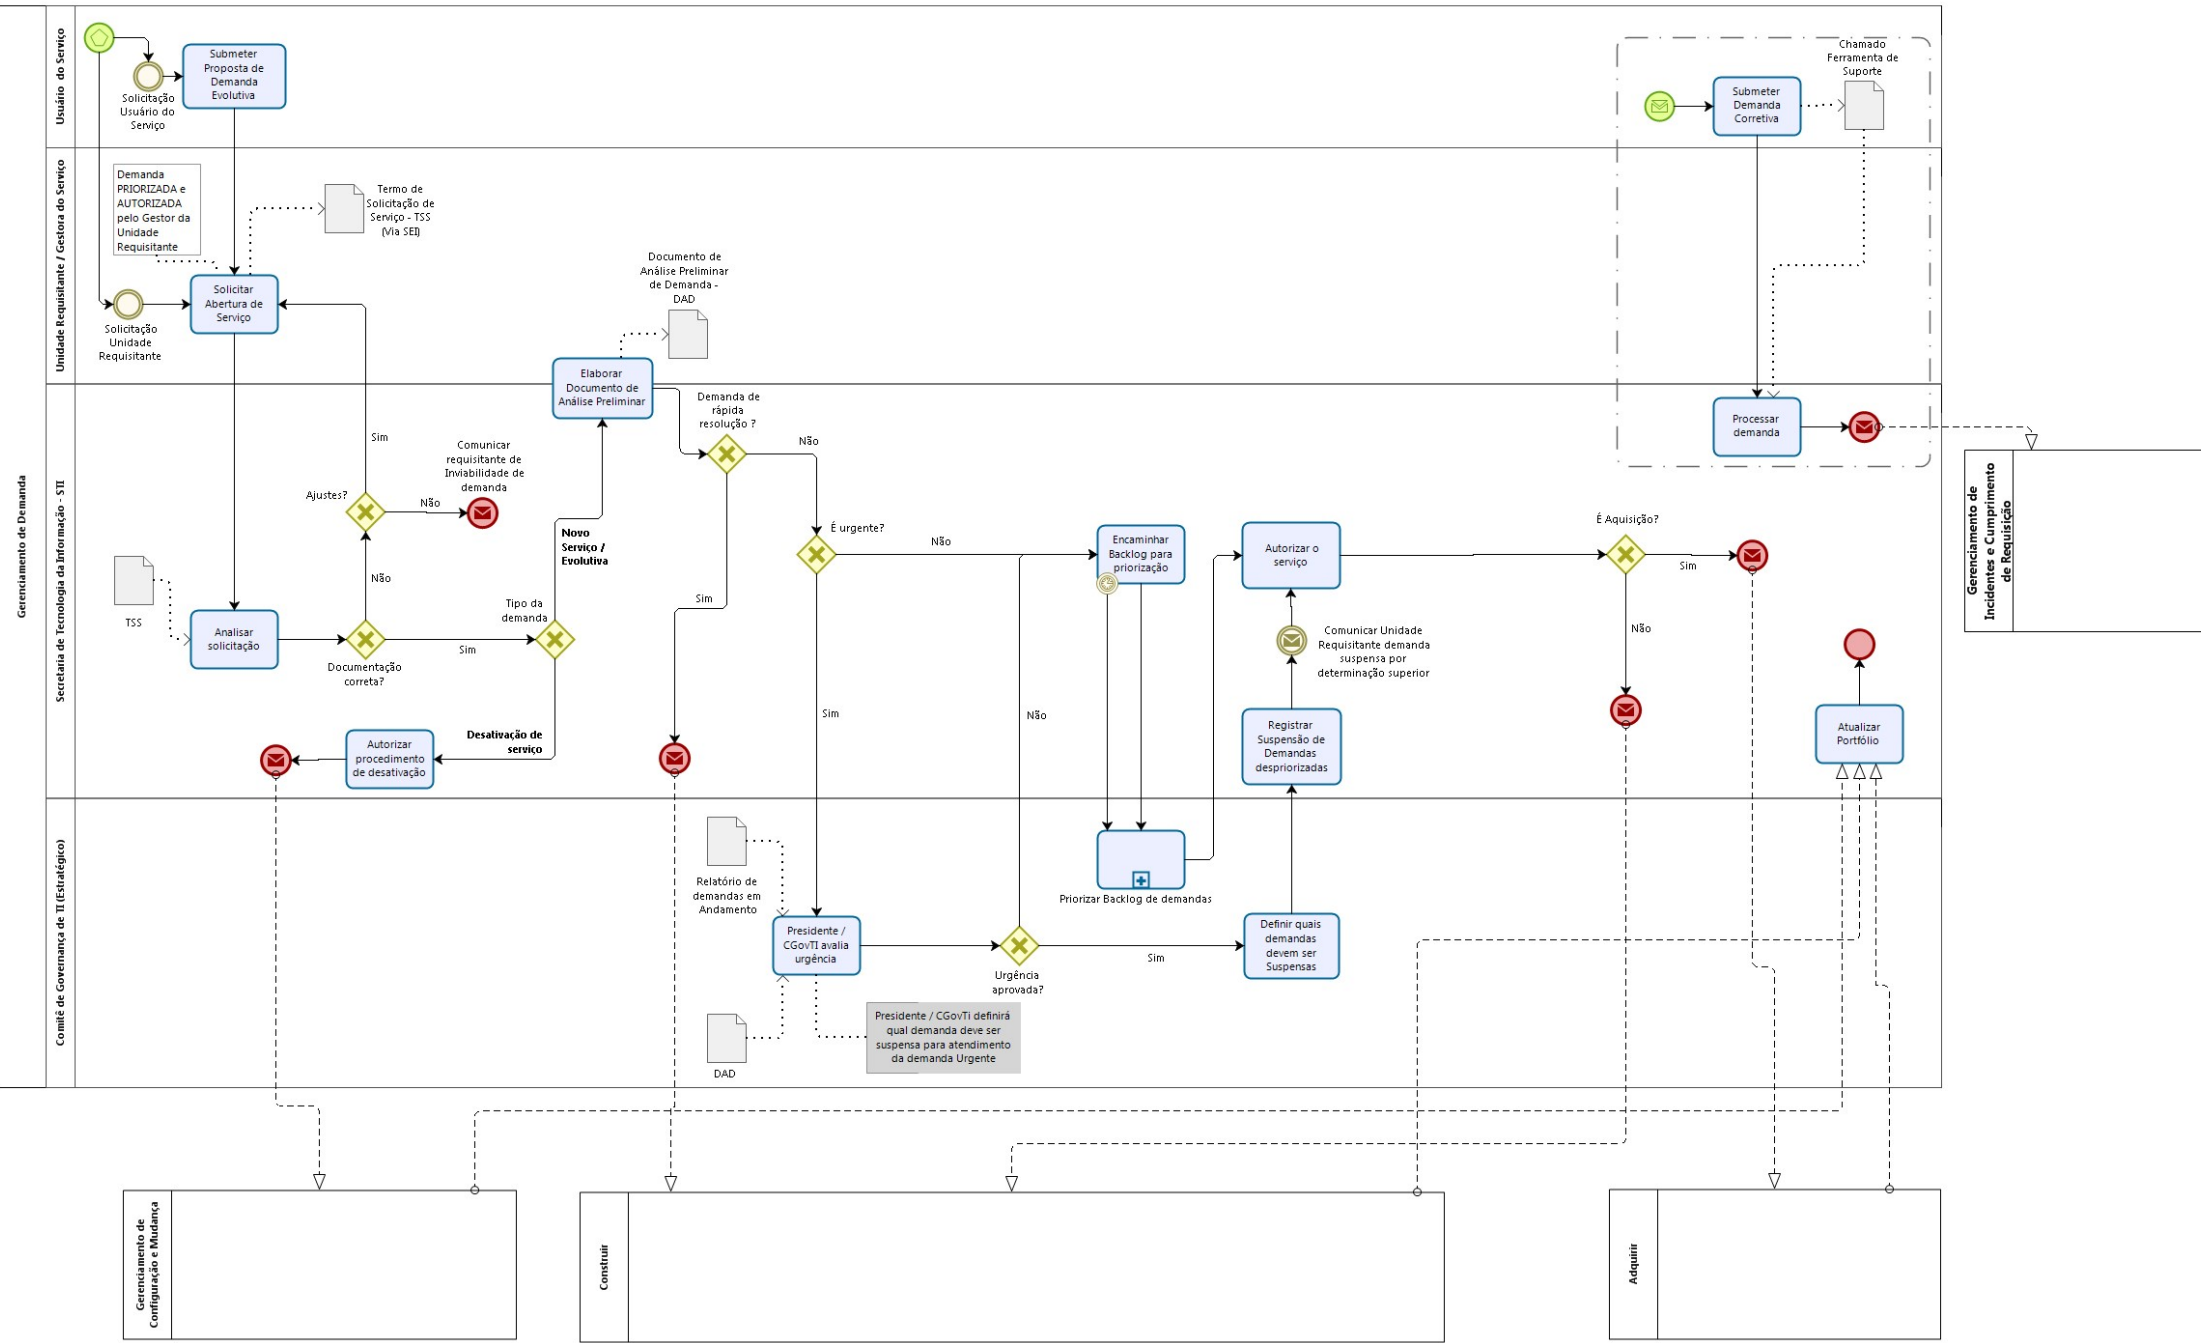 Gerenciamento de Demanda
Usuário do Serviço
Submeter
Proposta de
Demanda
Evolutiva
Solicitação
Usuário do
Serviço
Chamado
Ferramenta de
Suporte
Submeter
Demanda
Corretiva
Unidade Requisitante / Gestora do Serviço
Demanda
PRIORIZADA e
AUTORIZADA
pelo Gestor da
Unidade
Requisitante
Termo de
Solicitação de
Serviço - TSS
(Via SEI)
Solicitar
Abertura de
Serviço
Solicitação
Unidade
Requisitante
Documento de
Análise Preliminar
de Demanda -
DAD
Elaborar
Documento de
Análise Preliminar
Secretaria de Tecnologia da Informação - STI
Demanda de
rápida
resolução ?
Não
Sim
Comunicar
requisitante de
Inviabilidade de
demanda
Ajustes?
Não
Sim
Novo
Serviço /
Evolutiva
É urgente?
Não
Sim
Encaminhar
Backlog para
priorização
Autorizar o
serviço
É Aquisição?
Sim
Não
Processar
demanda
Gerenciamento de
Incidentes e Cumprimento
de Requisição
TSS
Analisar
solicitação
Não
Documentação
correta?
Sim
Tipo da
demanda
Comunicar Unidade
Requisitante demanda
suspensa por
determinação superior
Não
Registrar
Suspensão de
Demandas
despriorizadas
Atualizar
Portfólio
Desativação de
serviço
Autorizar
procedimento
de desativação
Comitê de Governança de TI (Estratégico)
Relatório de
demandas em
Andamento
Priorizar Backlog de demandas
Presidente /
CGovTI avalia
urgência
Urgência
aprovada?
Sim
Definir quais
demandas
devem ser
Suspensas
DAD
Presidente / CGovTi definirá
qual demanda deve ser
suspensa para atendimento
da demanda Urgente
Gerenciamento de
Configuração e Mudança
Construir
Adquirir